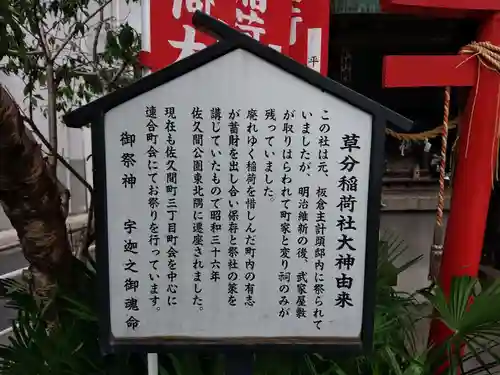 草分稲荷社大神由来
この社は元、板倉主計頭邸内に祭られて
いましたが、明治維新の後、武家屋敷
が取りはらわれて町家と変り祠のみが
残っていました。
廃れゆく稲荷を惜しんだ町内の有志
が蓄財を出し合い保存と祭社の策を
講じていたもので昭和三十六年
佐久間公園東北隅に遷座されました。
現在も佐久間町三丁目町会を中心に
連合町会にてお祭りを行っています。
御祭神　宇迦之御魂命
稲荷
大
平